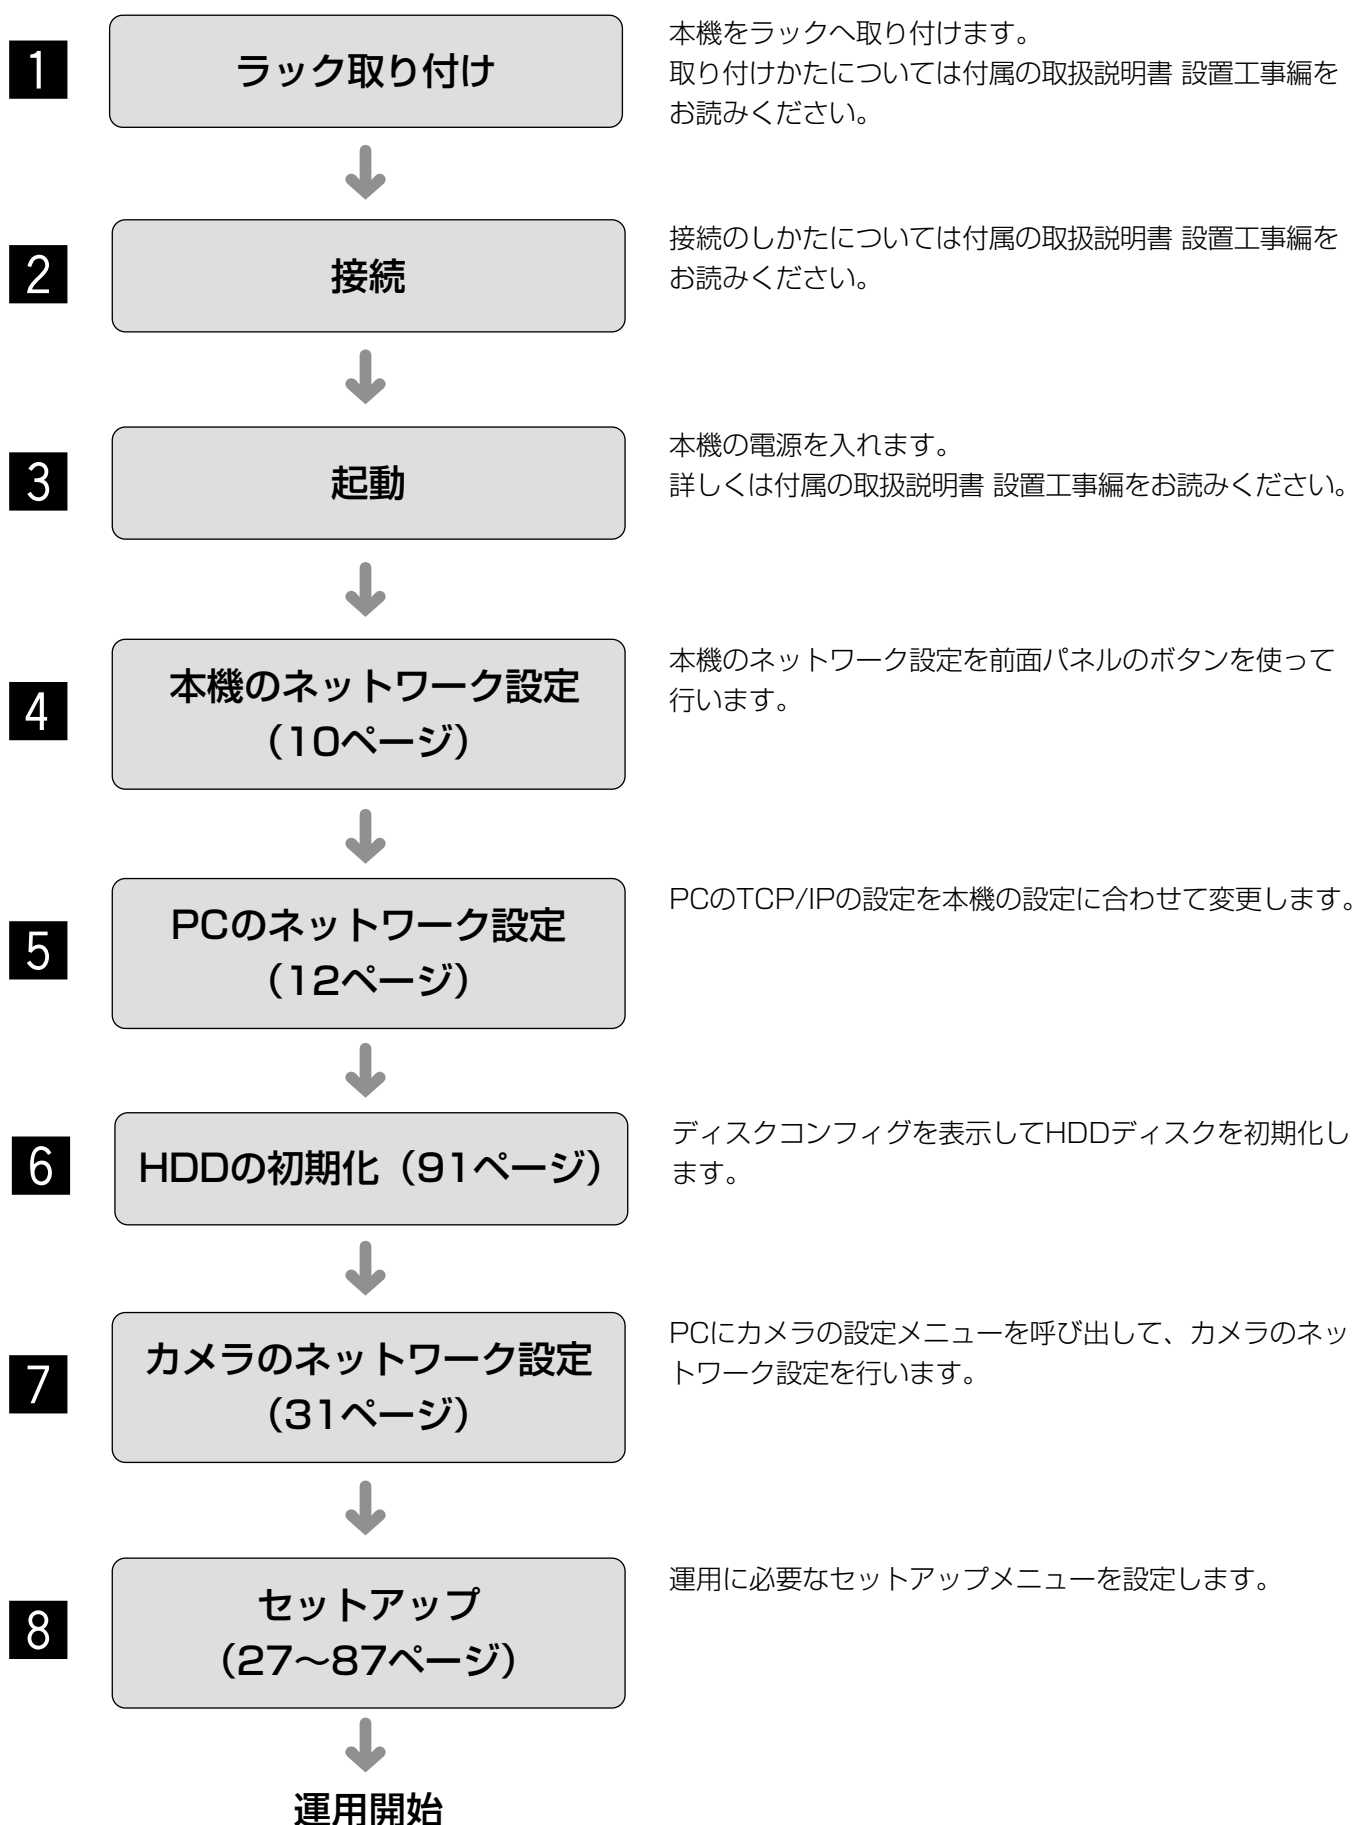 1
ラック取り付け
本機をラックへ取り付けます。
取り付けかたについては付属の取扱説明書 設置工事編を
お読みください。
2
接続
接続のしかたについては付属の取扱説明書 設置工事編を
お読みください。
3
起動
本機の電源を入れます。
詳しくは付属の取扱説明書 設置工事編をお読みください。
4
本機のネットワーク設定
（10ページ）
本機のネットワーク設定を前面パネルのボタンを使って
行います。
5
PCのネットワーク設定
（12ページ）
PCのTCP/IPの設定を本機の設定に合わせて変更します。
6
HDDの初期化（91ページ）
ディスクコンフィグを表示してHDDディスクを初期化し
ます。
7
カメラのネットワーク設定
（31ページ）
PCにカメラの設定メニューを呼び出して、カメラのネッ
トワーク設定を行います。
8
セットアップ
（27～87ページ）
運用に必要なセットアップメニューを設定します。
運用開始